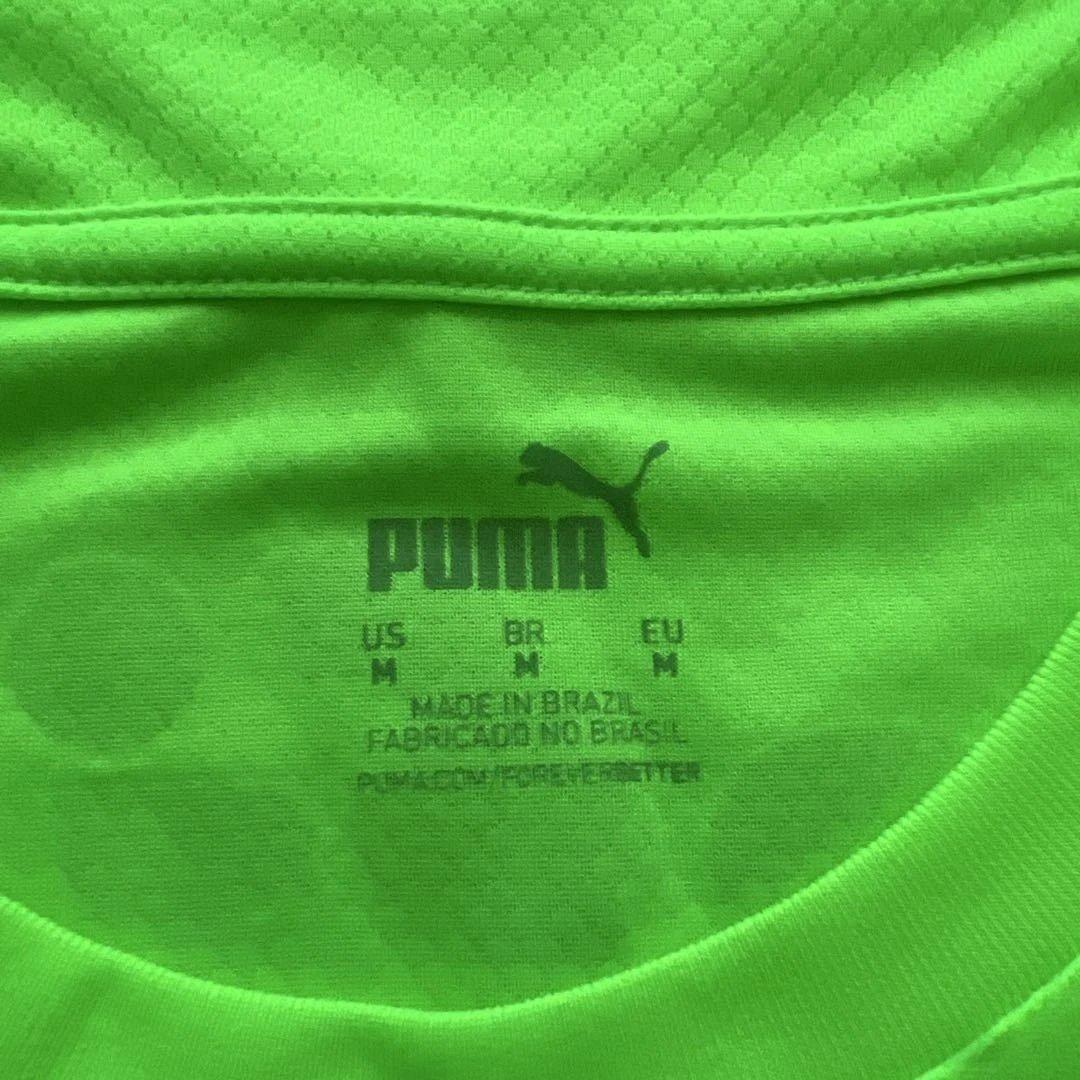 PUMA
US BR EU
M M M
MADE IN BRAZIL
FABRICADO NO BRASIL
PUMA.COM/FOREVERBETTER